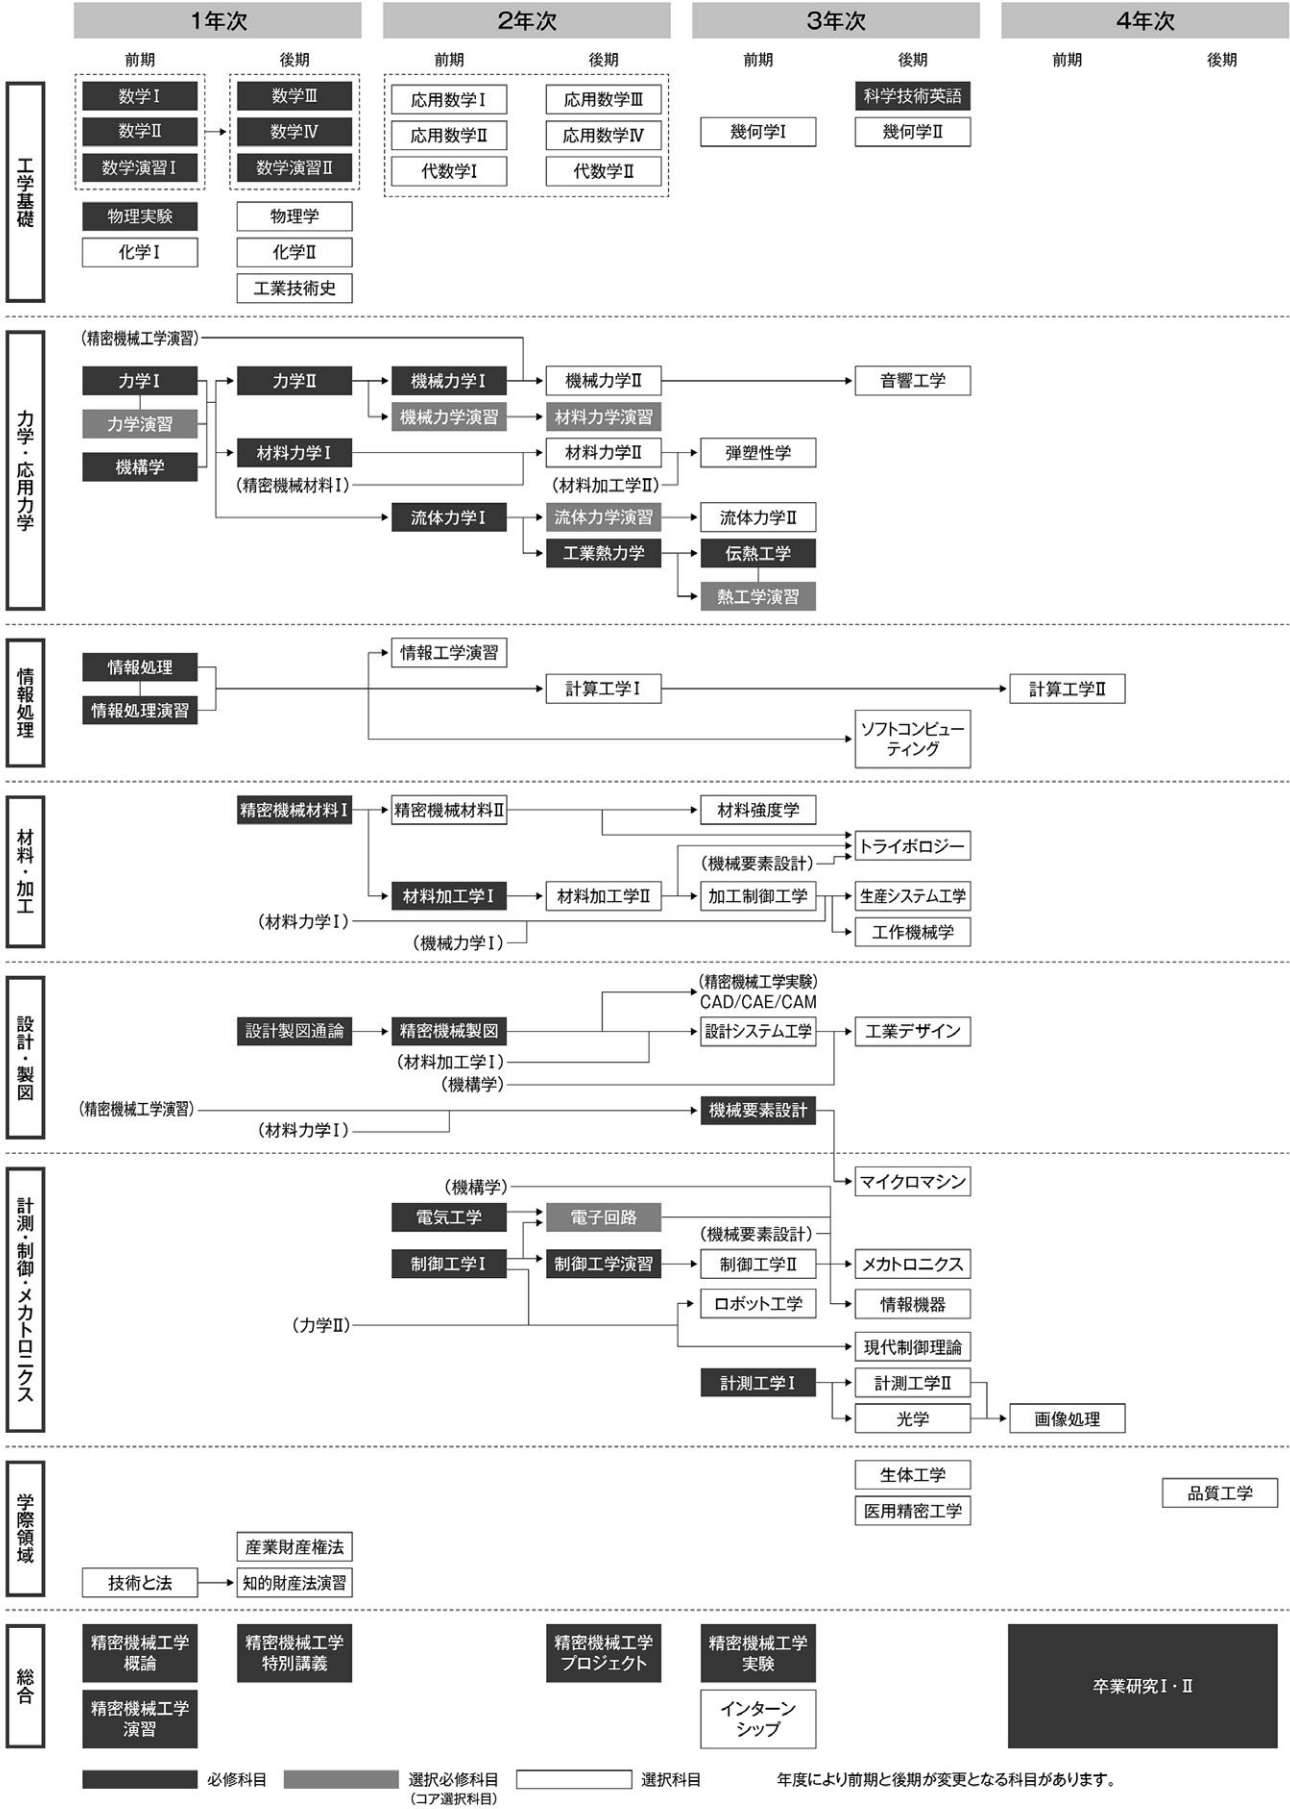 1年次
2年次
3年次
4年次
前期
後期
前期
後期
前期
後期
前期
後期
工学基礎
数学Ⅰ
数学Ⅲ
応用数学Ⅰ
応用数学Ⅲ
科学技術英語
数学Ⅱ
数学Ⅳ
応用数学Ⅱ
応用数学Ⅳ
幾何学Ⅰ
幾何学Ⅱ
数学演習Ⅰ
数学演習Ⅱ
代数学Ⅰ
代数学Ⅱ
物理実験
物理学
化学Ⅰ
化学Ⅱ
工業技術史
力学・応用力学
(精密機械工学演習)
力学Ⅰ
力学Ⅱ
機械力学Ⅰ
機械力学Ⅱ
音響工学
力学演習
機械力学演習
材料力学演習
機構学
材料力学Ⅰ
材料力学Ⅱ
弾塑性学
(精密機械材料Ⅰ)
(材料加工学Ⅱ)
流体力学Ⅰ
流体力学演習
流体力学Ⅱ
工業熱力学
伝熱工学
熱工学演習
情報処理
情報処理
情報工学演習
計算工学Ⅰ
計算工学Ⅱ
情報処理演習
ソフトコンピュー
ティング
材料・加工
精密機械材料Ⅰ
精密機械材料Ⅱ
材料強度学
トライボロジー
(機械要素設計)
材料加工学Ⅰ
材料加工学Ⅱ
加工制御工学
生産システム工学
(材料力学Ⅰ)
工作機械学
(機械力学Ⅰ)
設計・製図
(精密機械工学実験)
CAD/CAE/CAM
設計製図通論
精密機械製図
設計システム工学
工業デザイン
(材料加工学Ⅰ)
(機構学)
(精密機械工学演習)
機械要素設計
(材料力学Ⅰ)
計測・制御・メカトロニクス
マイクロマシン
(機構学)
電気工学
電子回路
(機械要素設計)
制御工学Ⅰ
制御工学演習
制御工学Ⅱ
メカトロニクス
ロボット工学
情報機器
(力学Ⅱ)
現代制御理論
計測工学Ⅰ
計測工学Ⅱ
光学
画像処理
学際領域
生体工学
品質工学
医用精密工学
産業財産権法
技術と法
知的財産法演習
総合
精密機械工学
概論
精密機械工学
特別講義
精密機械工学
プロジェクト
精密機械工学
実験
卒業研究Ⅰ・Ⅱ
精密機械工学
演習
インターン
シップ
必修科目
選択必修科目
(コア選択科目)
選択科目
年度により前期と後期が変更となる科目があります。